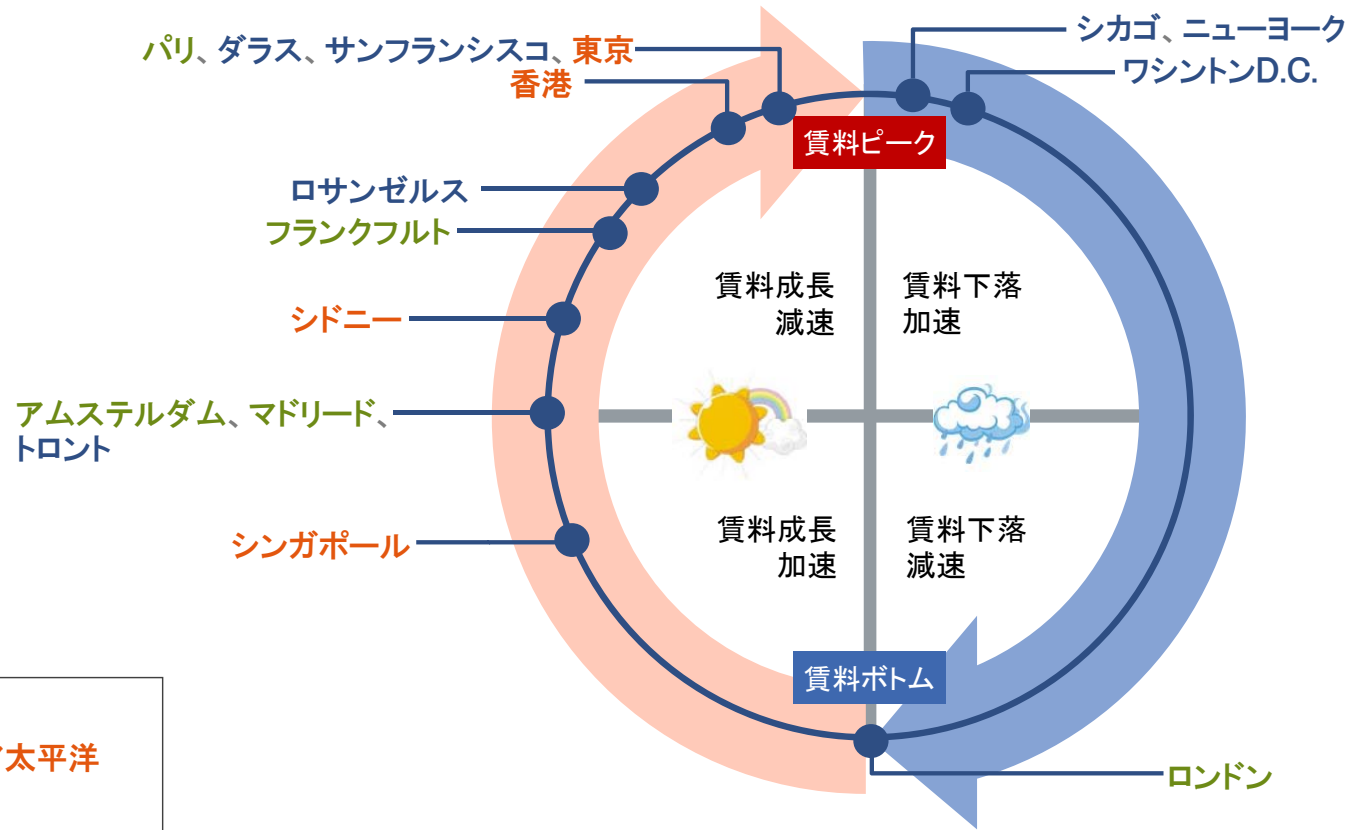 シカゴ、ニューヨーク
パリ、ダラス、サンフランシスコ、東京
ワシントンD.C.
香港
賃料ピーク
ロサンゼルス
フランクフルト
賃料成長
減速
賃料下落
加速
シドニー
アムステルダム、マドリード、
トロント
シンガポール
賃料成長
加速
賃料下落
減速
賃料ボトム
太平洋
ロンドン